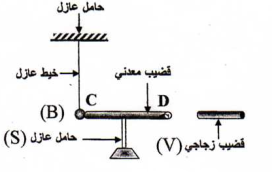 حامل عازل
خيط عازل
قضيب معدني
(B) C D
(S) حامل عازل
(V) قضيب زجاجي